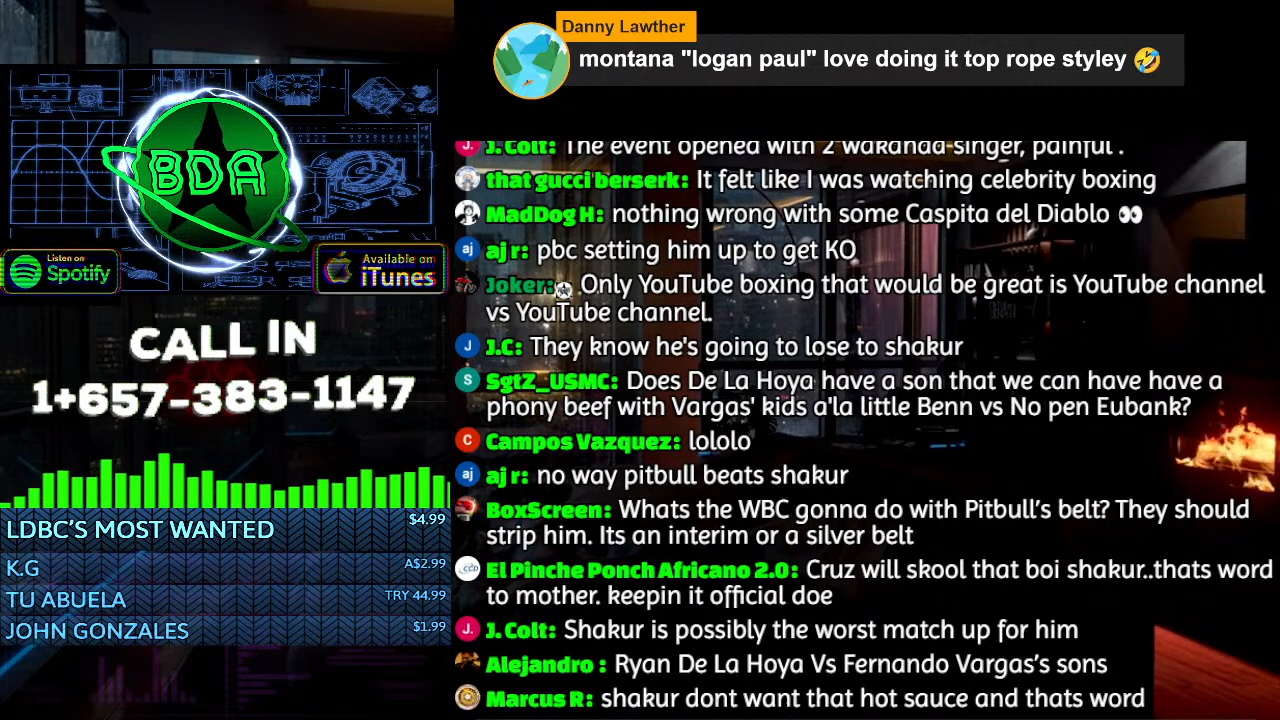 Danny Lawther
montana "logan paul" love doing it top rope styley 🤣
BDA
Listen on
Spotify
Available on
iTunes
CALL IN
1+657-383-1147
LDBC'S MOST WANTED $4.99
K.G A$2.99
TU ABUELA TRY 44.99
JOHN GONZALES $1.99
J. J. Colt: The event opened with 2 wakanda singer, painful .
that gucci berserk: It felt like I was watching celebrity boxing
MadDog H: nothing wrong with some Caspita del Diablo 👀
aj aj r: pbc setting him up to get KO
Joker: Only YouTube boxing that would be great is YouTube channel
vs YouTube channel.
J J.C: They know he's going to lose to shakur
S SgtZ_USMC: Does De La Hoya have a son that we can have have a
phony beef with Vargas' kids a'la little Benn vs No pen Eubank?
C Campos Vazquez: lololo
aj aj r: no way pitbull beats shakur
BoxScreen: Whats the WBC gonna do with Pitbull's belt? They should
strip him. Its an interim or a silver belt
El Pinche Ponch Africano 2.0: Cruz will skool that boi shakur..thats word
to mother. keepin it official doe
J. J. Colt: Shakur is possibly the worst match up for him
Alejandro : Ryan De La Hoya Vs Fernando Vargas's sons
Marcus R: shakur dont want that hot sauce and thats word